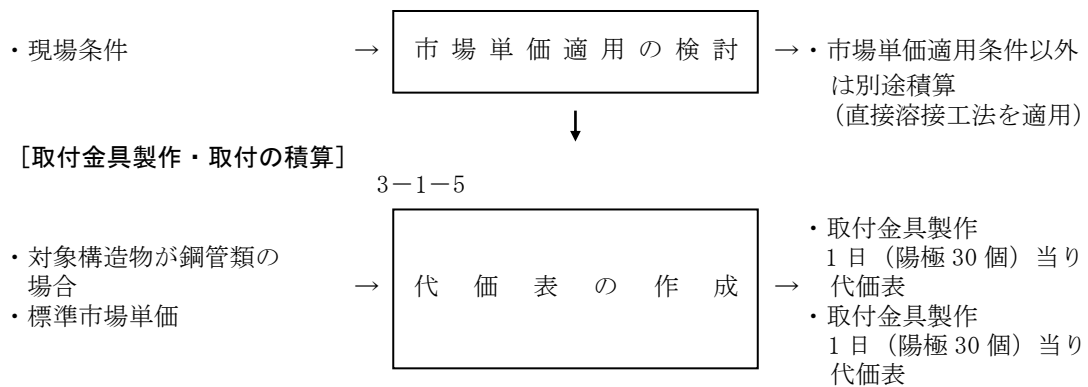 ・現場条件 → 市場単価適用の検討 →・市場単価適用条件以外
は別途積算
(直接溶接工法を適用)
↓
[取付金具製作・取付の積算]
3-1-5
・対象構造物が鋼管類の
場合
・標準市場単価
→ 代価表の作成 →
・取付金具製作
1日(陽極30個)当り
代価表
・取付金具製作
1日(陽極30個)当り
代価表